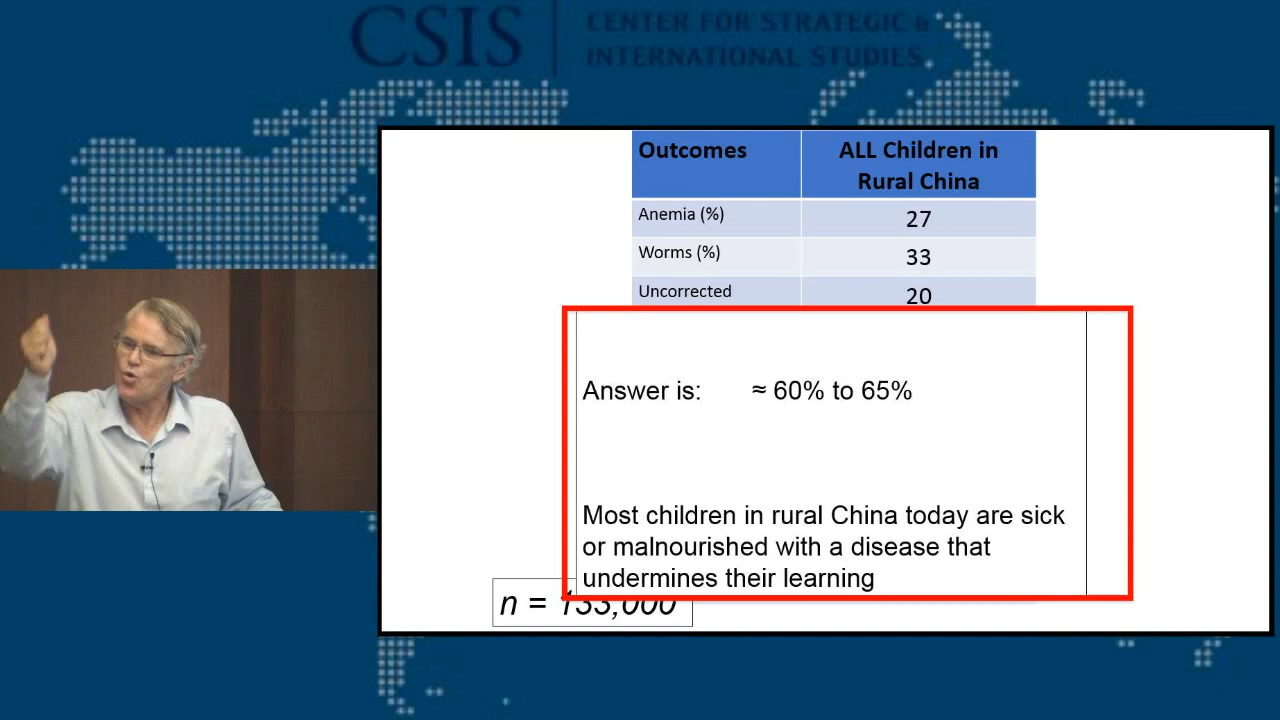 CSIS
CENTER FOR STRATEGIC &
INTERNATIONAL STUDIES
Outcomes
ALL Children in
Rural China
Anemia (%)
27
Worms (%)
33
Uncorrected
20
Answer is: ≈ 60% to 65%
Most children in rural China today are sick
or malnourished with a disease that
undermines their learning
n = 133,000